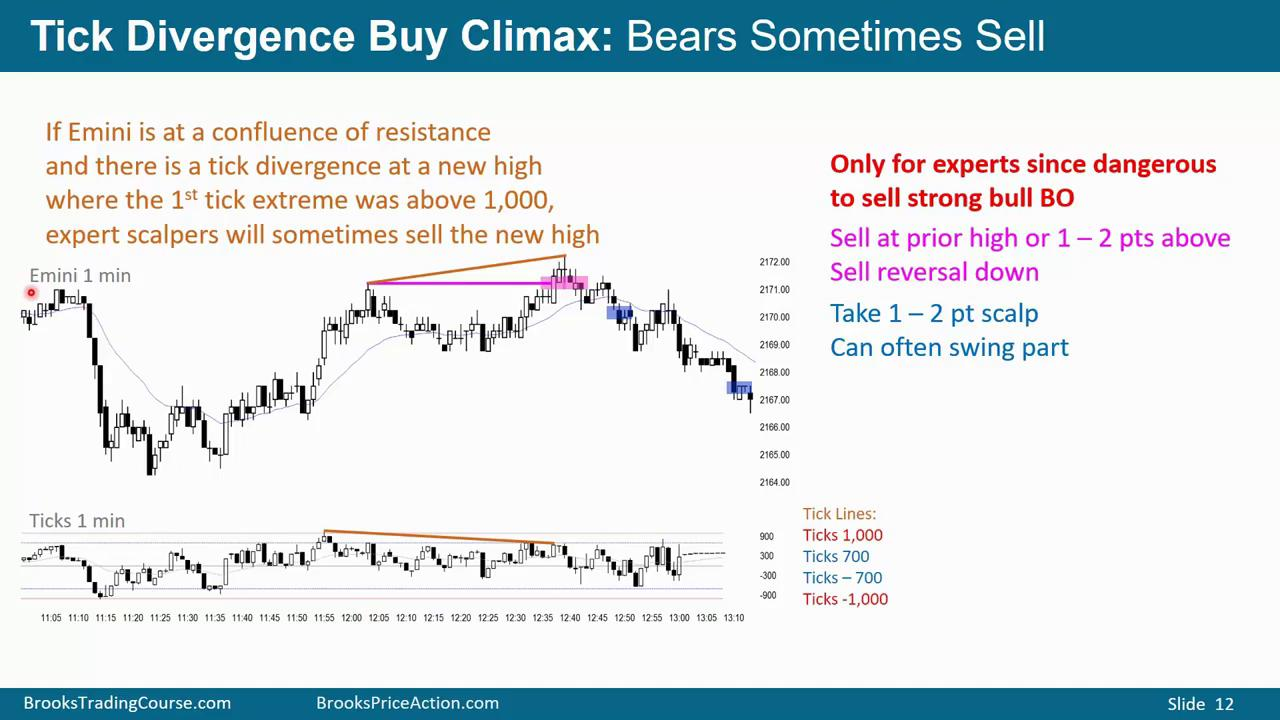 Tick Divergence Buy Climax: Bears Sometimes Sell
If Emini is at a confluence of resistance
and there is a tick divergence at a new high
where the 1st tick extreme was above 1,000,
expert scalpers will sometimes sell the new high
Only for experts since dangerous
to sell strong bull BO
Sell at prior high or 1 – 2 pts above
Sell reversal down
Take 1 – 2 pt scalp
Can often swing part
Emini 1 min
2172.00
2171.00
2170.00
2169.00
2168.00
2167.00
2166.00
2165.00
2164.00
Ticks 1 min
900
300
-300
-900
11:05 11:10 11:15 11:20 11:25 11:30 11:35 11:40 11:45 11:50 11:55 12:00 12:05 12:10 12:15 12:20 12:25 12:30 12:35 12:40 12:45 12:50 12:55 13:00 13:05 13:10
Tick Lines:
Ticks 1,000
Ticks 700
Ticks – 700
Ticks -1,000
BrooksTradingCourse.com BrooksPriceAction.com Slide 12